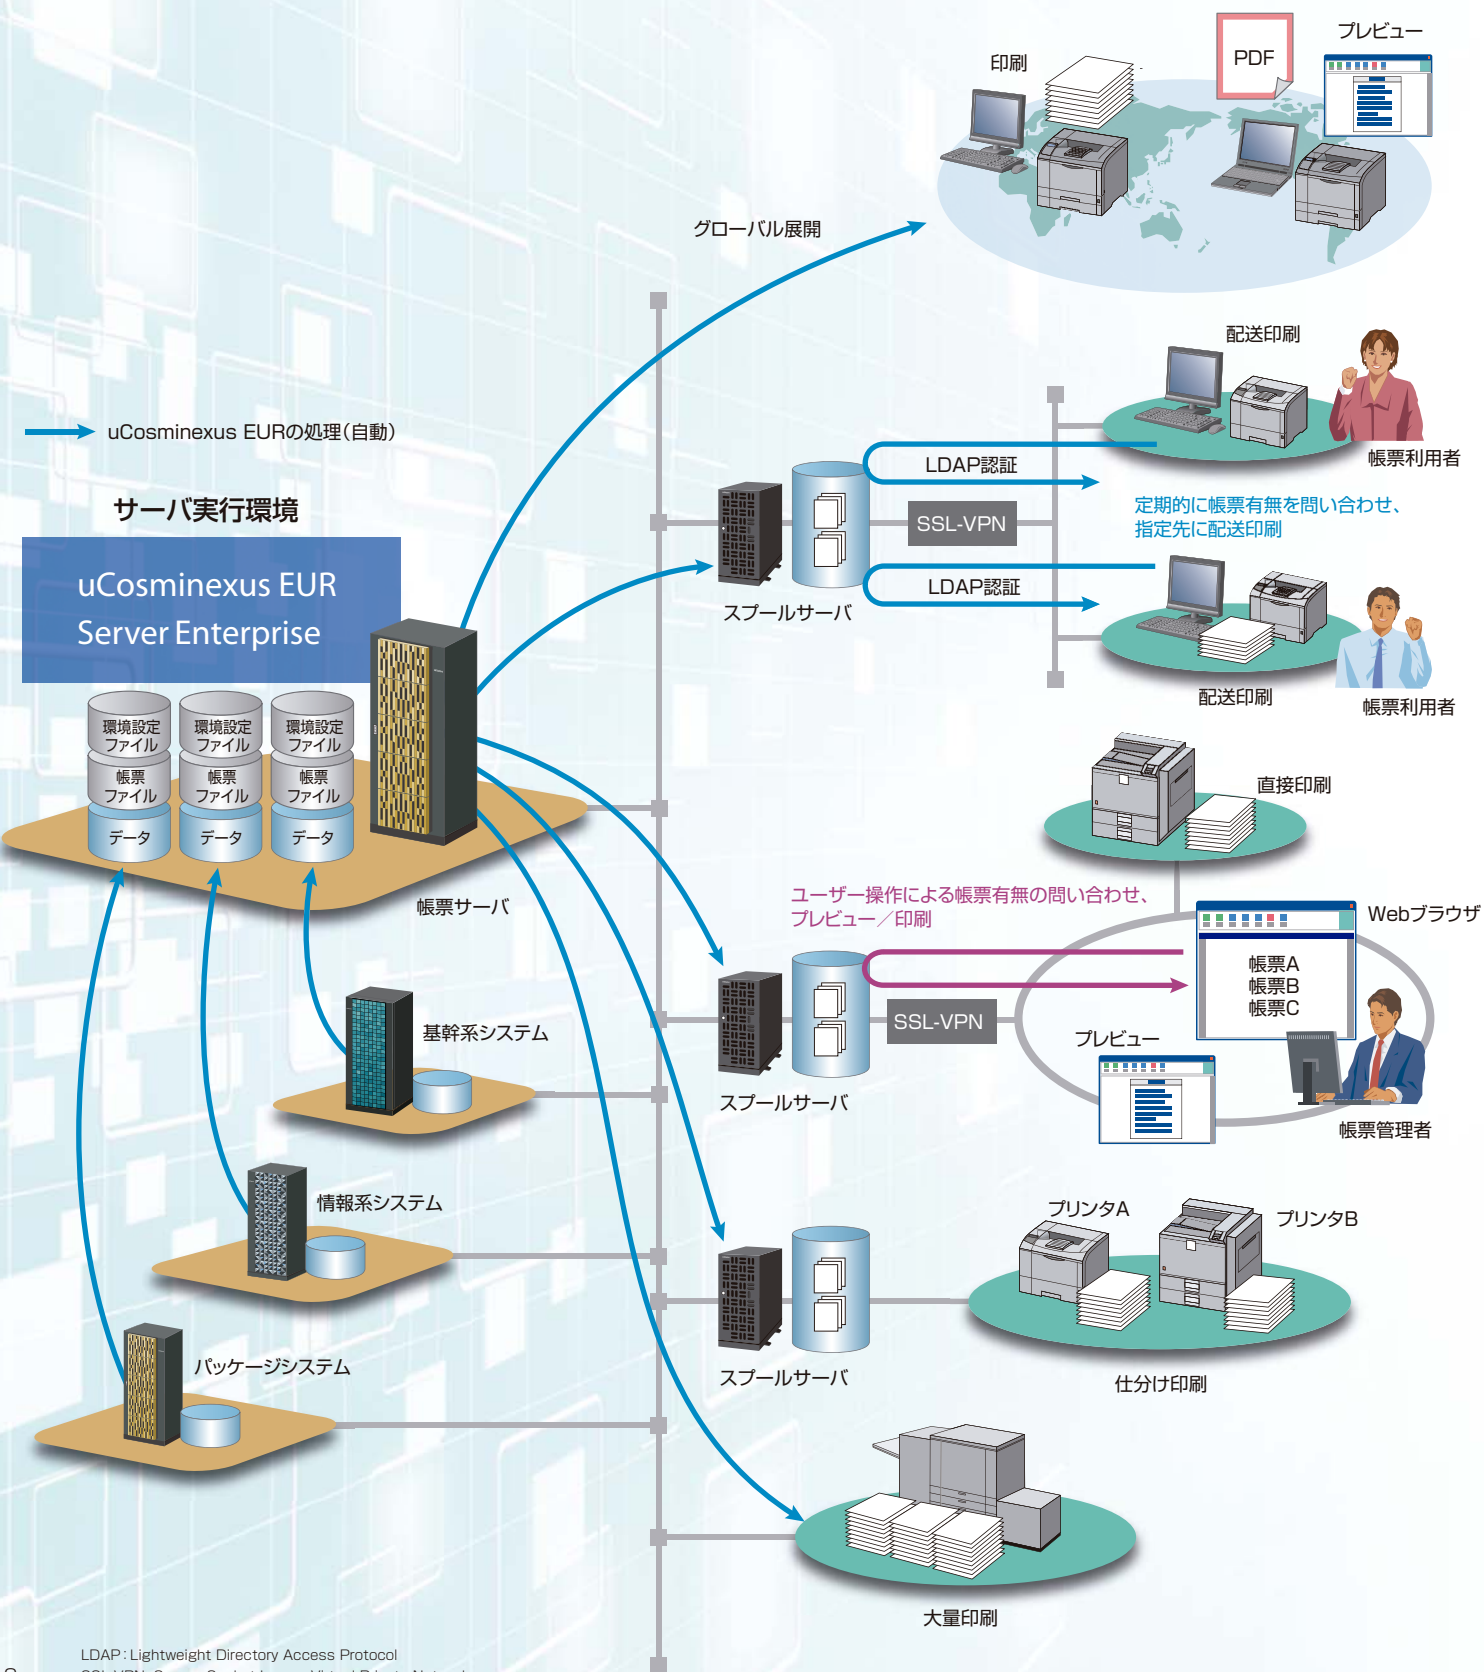 印刷
PDF
プレビュー
グローバル展開
配送印刷
帳票利用者
uCosminexus EURの処理（自動）
LDAP認証
SSL-VPN
定期的に帳票有無を問い合わせ、
指定先に配送印刷
LDAP認証
スプールサーバ
配送印刷
帳票利用者
サーバ実行環境
uCosminexus EUR
Server Enterprise
環境設定
ファイル
帳票
ファイル
データ
環境設定
ファイル
帳票
ファイル
データ
環境設定
ファイル
帳票
ファイル
データ
帳票サーバ
直接印刷
ユーザー操作による帳票有無の問い合わせ、
プレビュー／印刷
Webブラウザ
帳票A
帳票B
帳票C
SSL-VPN
プレビュー
スプールサーバ
帳票管理者
基幹系システム
情報系システム
パッケージシステム
プリンタA
プリンタB
スプールサーバ
仕分け印刷
大量印刷
LDAP：Lightweight Directory Access Protocol